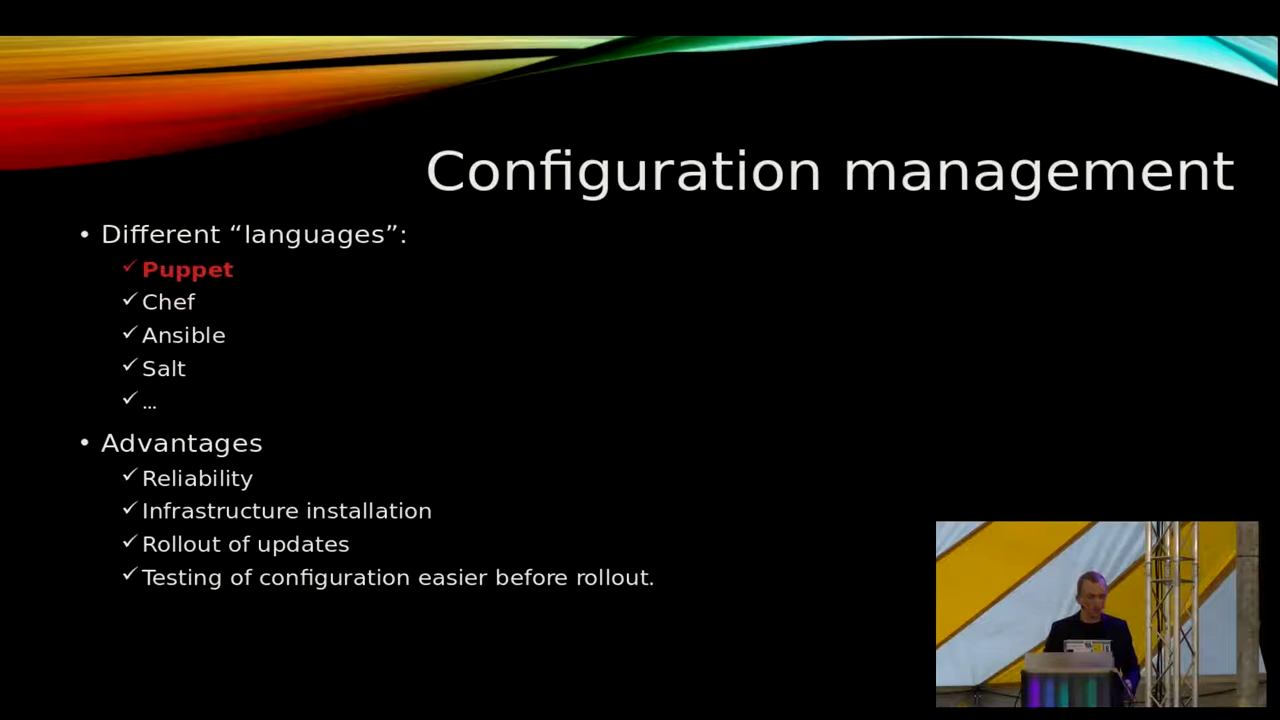 Configuration management
• Different “languages”:
✓ Puppet
✓ Chef
✓ Ansible
✓ Salt
✓ …
• Advantages
✓ Reliability
✓ Infrastructure installation
✓ Rollout of updates
✓ Testing of configuration easier before rollout.